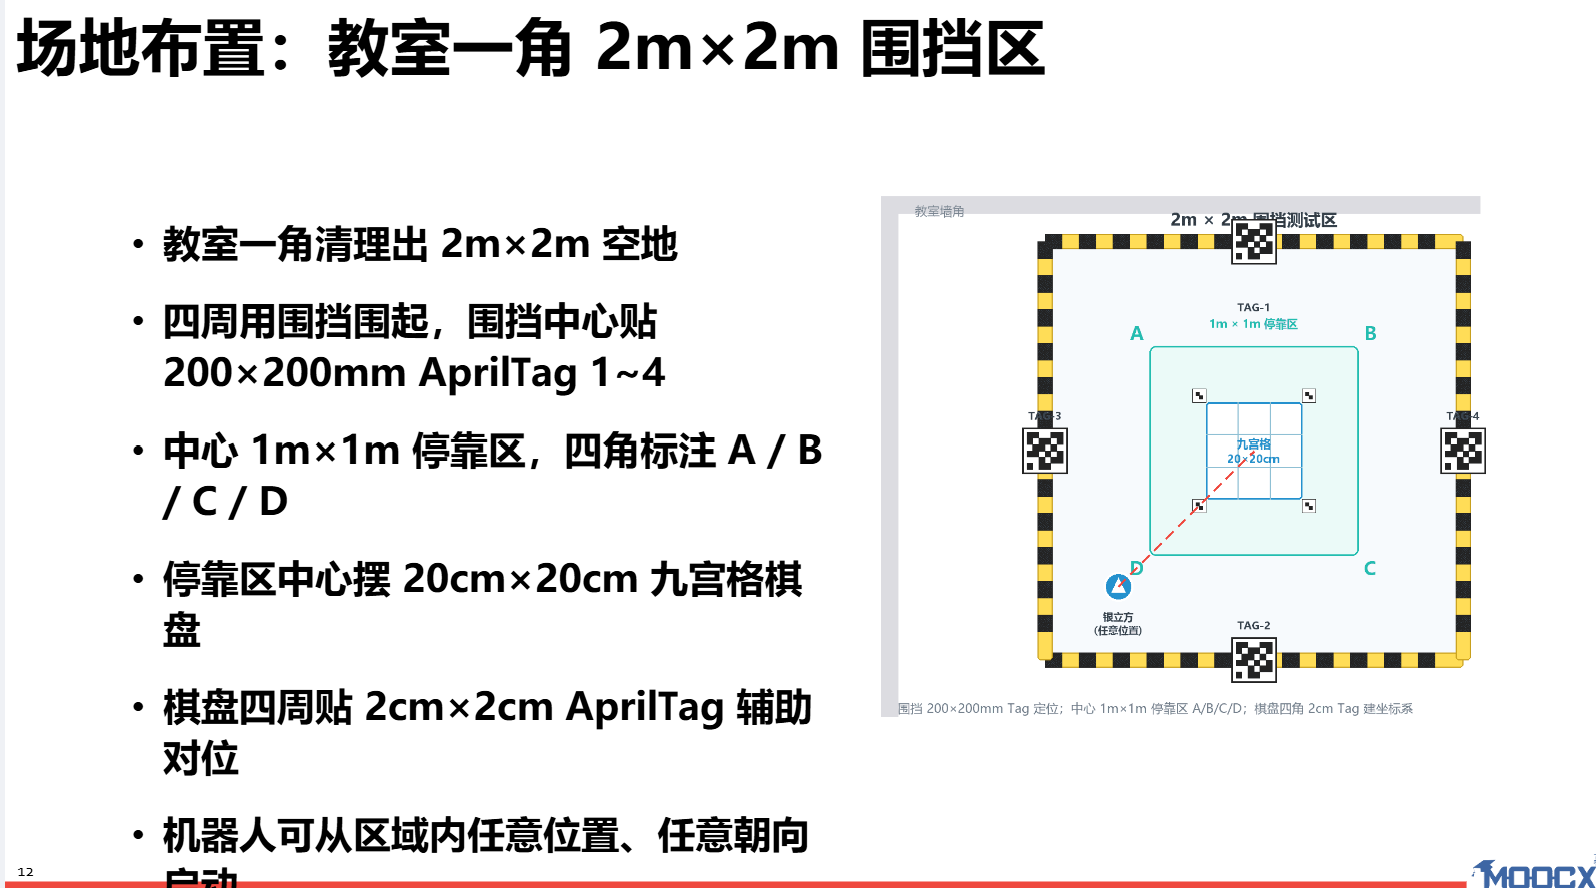 场地布置：教室一角 2m×2m 围挡区
• 教室一角清理出 2m×2m 空地
• 四周用围挡围起，围挡中心贴
200×200mm AprilTag 1~4
• 中心 1m×1m 停靠区，四角标注 A / B
/ C / D
• 停靠区中心摆 20cm×20cm 九宫格棋
盘
• 棋盘四周贴 2cm×2cm AprilTag 辅助
对位
• 机器人可从区域内任意位置、任意朝向
启动
教室墙角
2m × 2m 围挡测试区
TAG-1
1m × 1m 停靠区
A
B
TAG-3
TAG-4
九宫格
20×20cm
D
C
银立方
(任意位置)
TAG-2
围挡 200×200mm Tag 定位；中心 1m×1m 停靠区 A/B/C/D；棋盘四角 2cm Tag 建坐标系
12
MOOCX